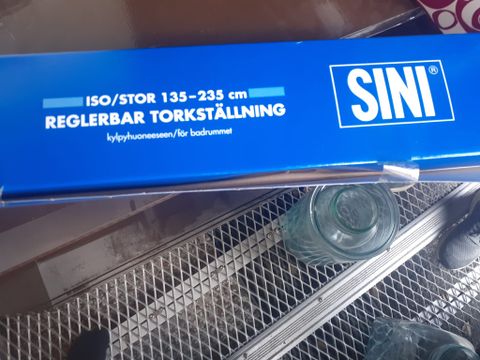 ISO/STOR 135-235 cm
REGLERBAR TORKSTÄLLNING
kylpyhuoneeseen/för badrummet
SINI®